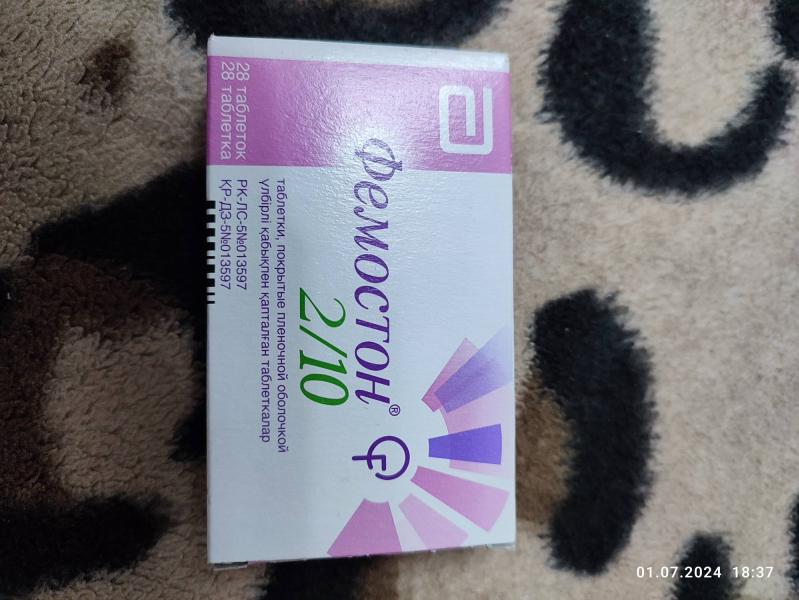 Фемостон®
2/10
таблетки, покрытые пленочной оболочкой
үлбірлі қабықпен қапталған таблеткалар
28 таблеток
28 таблетка
РК-ЛС-5№013597
ҚР-ДЗ-5№013597
01.07.2024 18:37